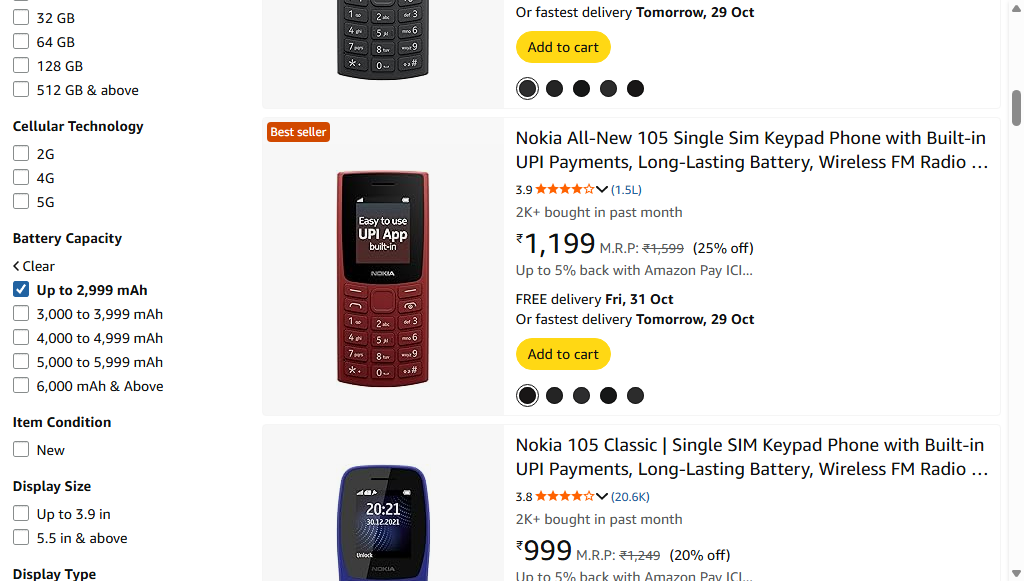 32 GB
64 GB
128 GB
512 GB & above
Cellular Technology
2G
4G
5G
Battery Capacity
Clear
Up to 2,999 mAh
3,000 to 3,999 mAh
4,000 to 4,999 mAh
5,000 to 5,999 mAh
6,000 mAh & Above
Item Condition
New
Display Size
Up to 3.9 in
5.5 in & above
Display Type
Or fastest delivery Tomorrow, 29 Oct
Add to cart
Best seller
Easy to use
UPI App
built-in
NOKIA
Nokia All-New 105 Single Sim Keypad Phone with Built-in
UPI Payments, Long-Lasting Battery, Wireless FM Radio …
3.9 (1.5L)
2K+ bought in past month
₹1,199 M.R.P: ₹1,599 (25% off)
Up to 5% back with Amazon Pay ICI…
FREE delivery Fri, 31 Oct
Or fastest delivery Tomorrow, 29 Oct
Add to cart
20:21
30.12.2021
Unlock
NOKIA
Nokia 105 Classic | Single SIM Keypad Phone with Built-in
UPI Payments, Long-Lasting Battery, Wireless FM Radio …
3.8 (20.6K)
2K+ bought in past month
₹999 M.R.P: ₹1,249 (20% off)
Up to 5% back with Amazon Pay ICI…